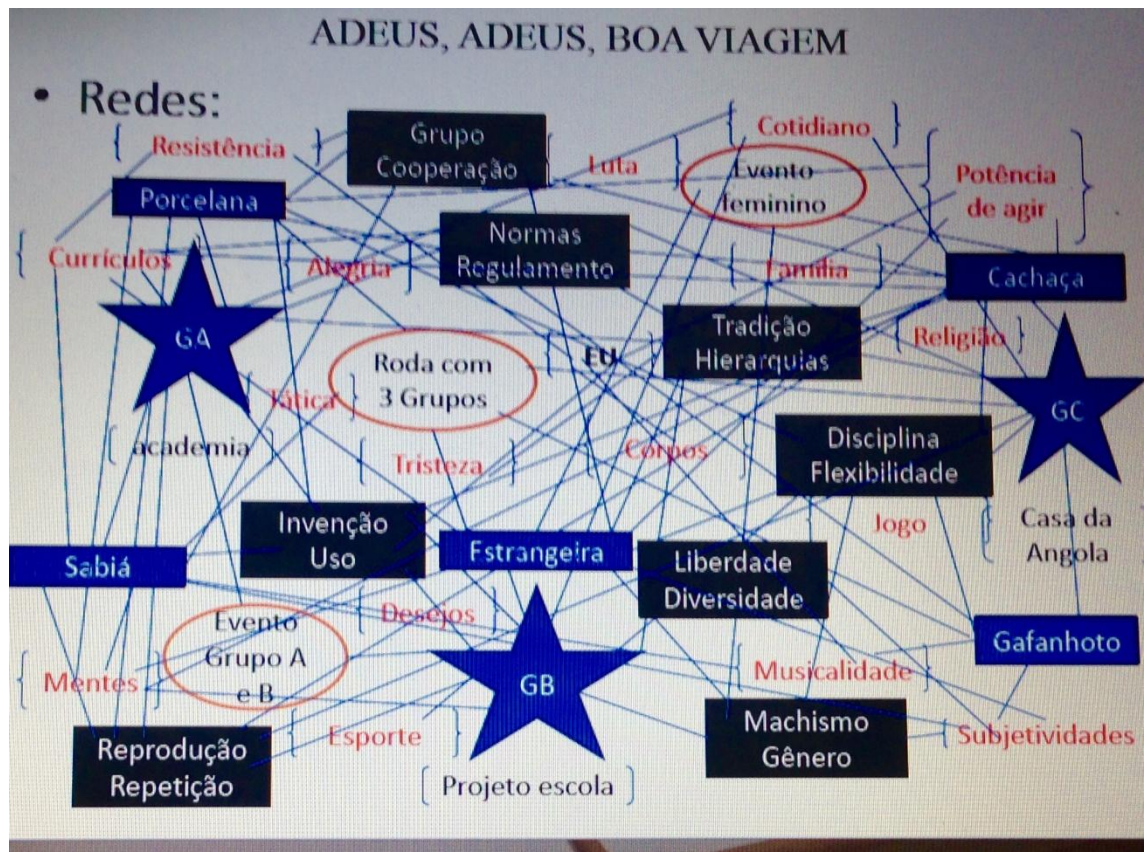 ADEUS, ADEUS, BOA VIAGEM
• Redes:
Grupo
Cooperação
Cotidiano
Resistência
Luta
Evento
feminino
Potência
de agir
Porcelana
Normas
Regulamento
Currículos
Alegria
Família
Cachaça
GA
Tradição
Hierarquias
Religião
Roda com
3 Grupos
EU
Tática
GC
academia
Tristeza
Corpos
Disciplina
Flexibilidade
Invenção
Uso
Jogo
Casa da
Angola
Sabiá
Estrangeira
Liberdade
Diversidade
Desejos
Evento
Grupo A
e B
Gafanhoto
Mentes
GB
Musicalidade
Reprodução
Repetição
Esporte
Machismo
Gênero
Subjetividades
Projeto escola